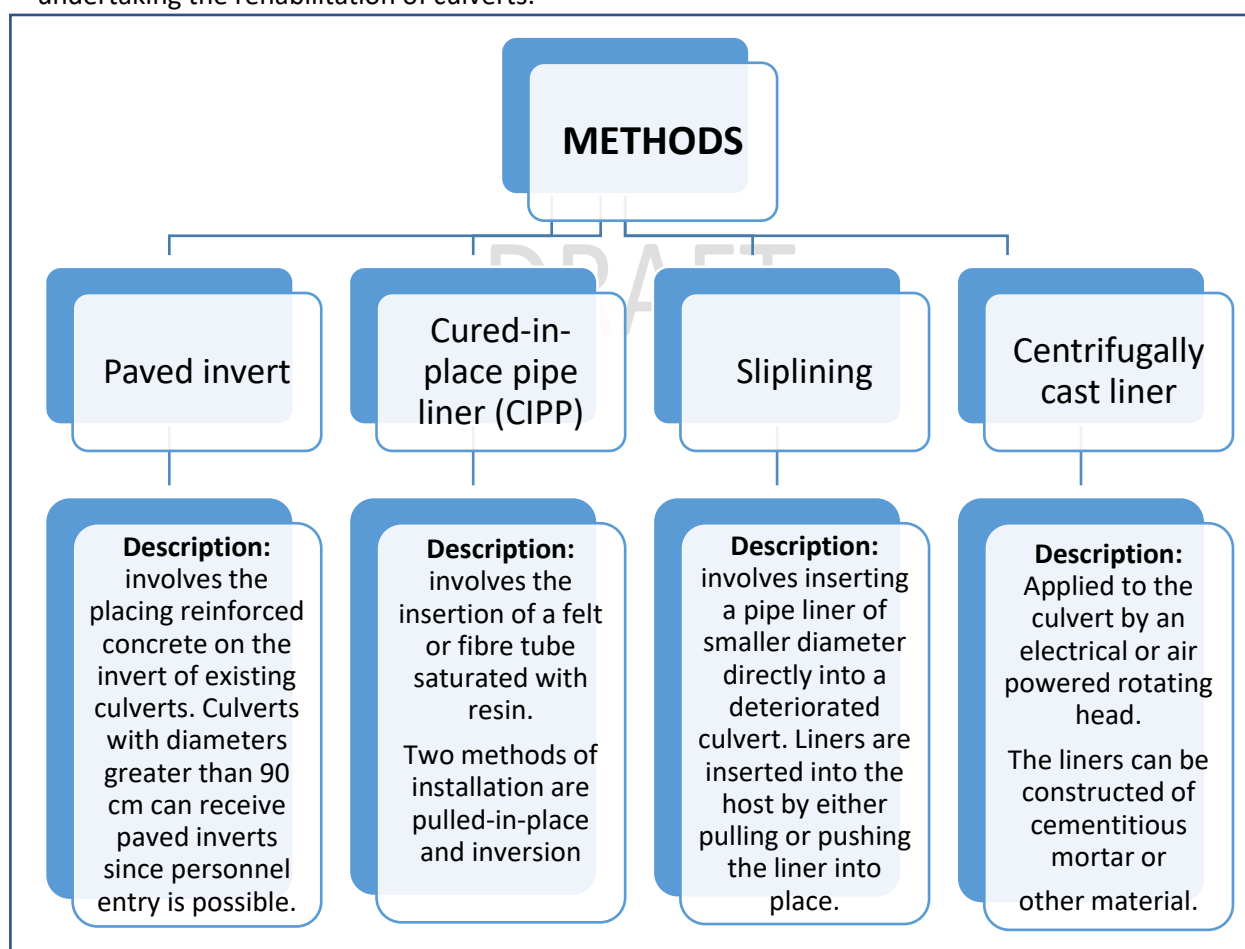 undertaking the rehabilitation of culverts:
METHODS
DRAFT
Paved invert
Cured-in-
place pipe
liner (CIPP)
Sliplining
Centrifugally
cast liner
Description:
involves the
placing reinforced
concrete on the
invert of existing
culverts. Culverts
with diameters
greater than 90
cm can receive
paved inverts
since personnel
entry is possible.
Description:
involves the
insertion of a felt
or fibre tube
saturated with
resin.
Two methods of
installation are
pulled-in-place
and inversion
Description:
involves inserting
a pipe liner of
smaller diameter
directly into a
deteriorated
culvert. Liners are
inserted into the
host by either
pulling or pushing
the liner into
place.
Description:
Applied to the
culvert by an
electrical or air
powered rotating
head.
The liners can be
constructed of
cementitious
mortar or
other material.